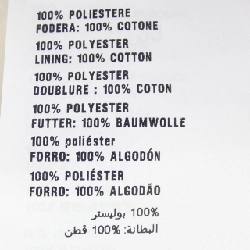 100% POLIESTERE
FODERA: 100% COTONE
100% POLYESTER
LINING: 100% COTTON
100% POLYESTER
DOUBLURE : 100% COTON
100% POLYESTER
FUTTER: 100% BAUMWOLLE
100% poliéster
FORRO: 100% ALGODÓN
100% POLIÉSTER
FORRO: 100% ALGODÃO
100% بوليستر
البطانة: 100% قطن